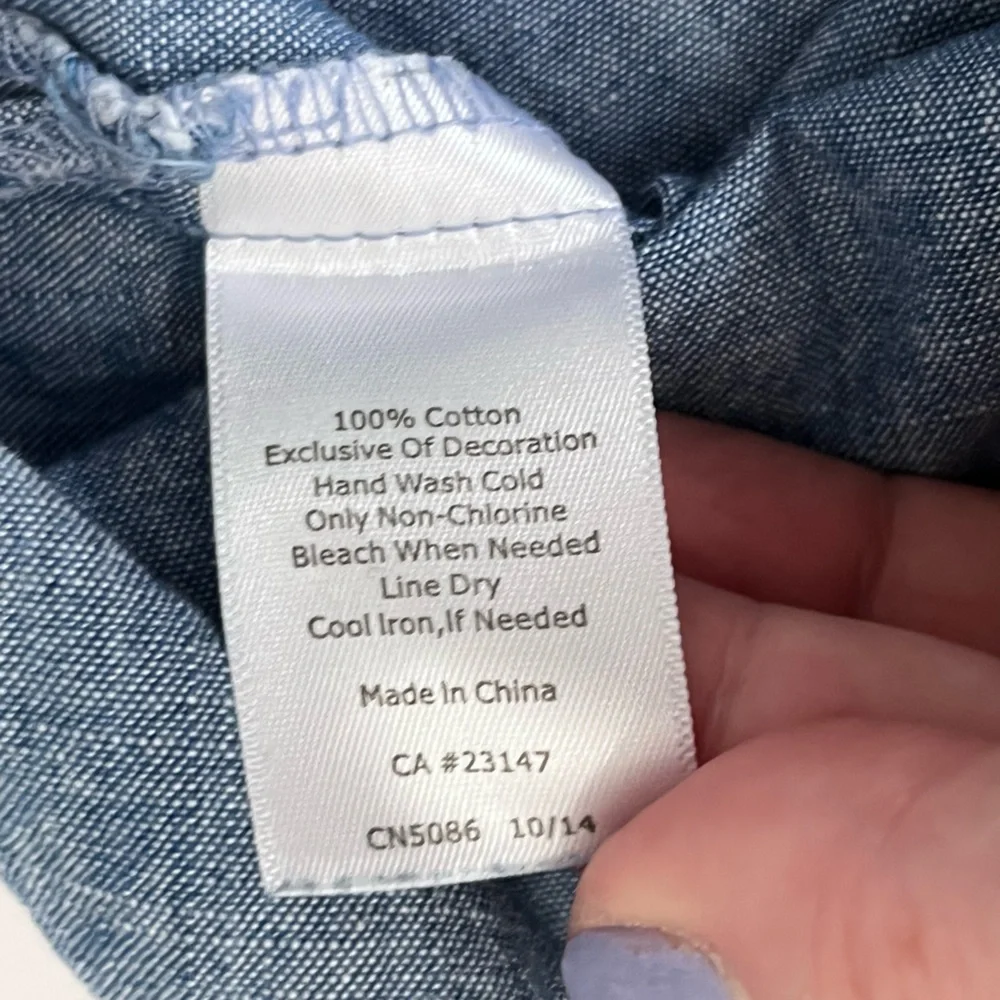 100% Cotton
Exclusive Of Decoration
Hand Wash Cold
Only Non-Chlorine
Bleach When Needed
Line Dry
Cool Iron,If Needed
Made In China
CA #23147
CN5086 10/14